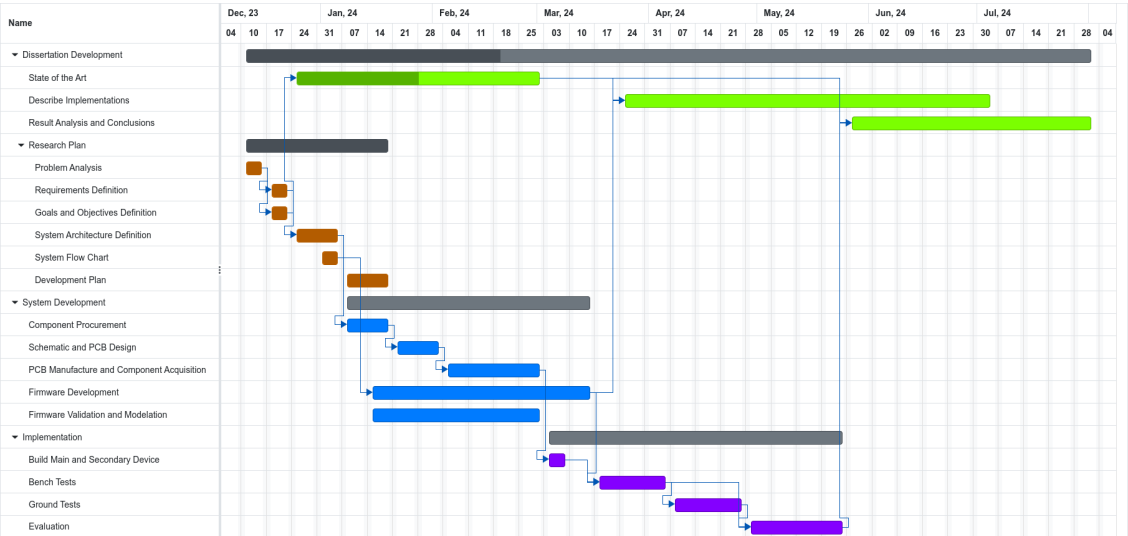 Name
Dec, 23 Jan, 24 Feb, 24 Mar, 24 Apr, 24 May, 24 Jun, 24 Jul, 24
04 10 17 24 31 07 14 21 28 04 11 18 25 03 10 17 24 31 07 14 21 28 05 12 19 26 02 09 16 23 30 07 14 21 28 04
Dissertation Development
State of the Art
Describe Implementations
Result Analysis and Conclusions
Research Plan
Problem Analysis
Requirements Definition
Goals and Objectives Definition
System Architecture Definition
System Flow Chart
Development Plan
System Development
Component Procurement
Schematic and PCB Design
PCB Manufacture and Component Acquisition
Firmware Development
Firmware Validation and Modelation
Implementation
Build Main and Secondary Device
Bench Tests
Ground Tests
Evaluation